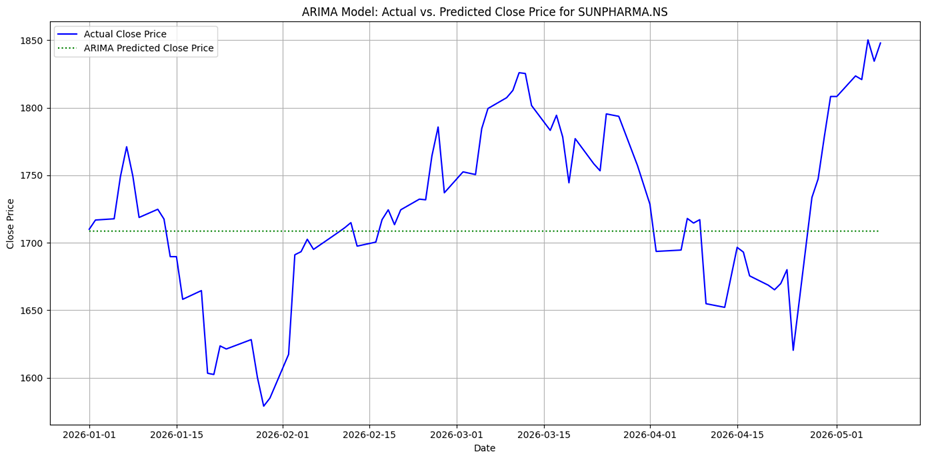 ARIMA Model: Actual vs. Predicted Close Price for SUNPHARMA.NS
Actual Close Price
ARIMA Predicted Close Price
1850
1800
1750
1700
1650
1600
Close Price
2026-01-01 2026-01-15 2026-02-01 2026-02-15 2026-03-01 2026-03-15 2026-04-01 2026-04-15 2026-05-01
Date